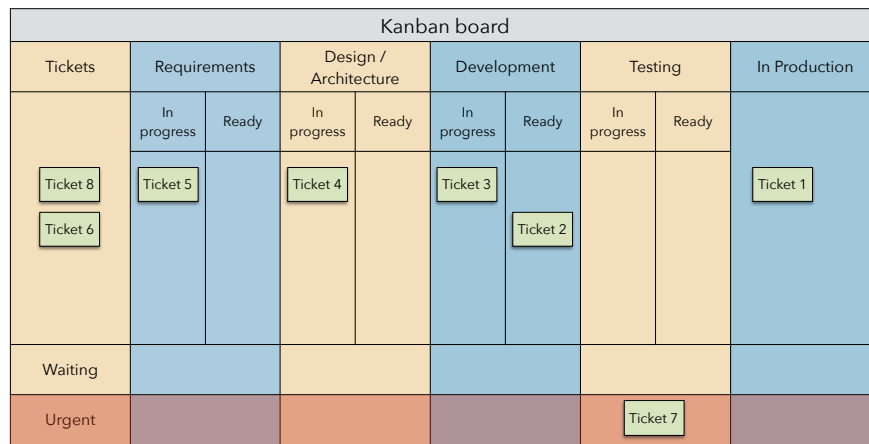 Kanban board
Tickets
Requirements
Design /
Architecture
Development
Testing
In Production
In
progress
Ready
In
progress
Ready
In
progress
Ready
In
progress
Ready
Ticket 8
Ticket 5
Ticket 4
Ticket 3
Ticket 1
Ticket 6
Ticket 2
Waiting
Urgent
Ticket 7